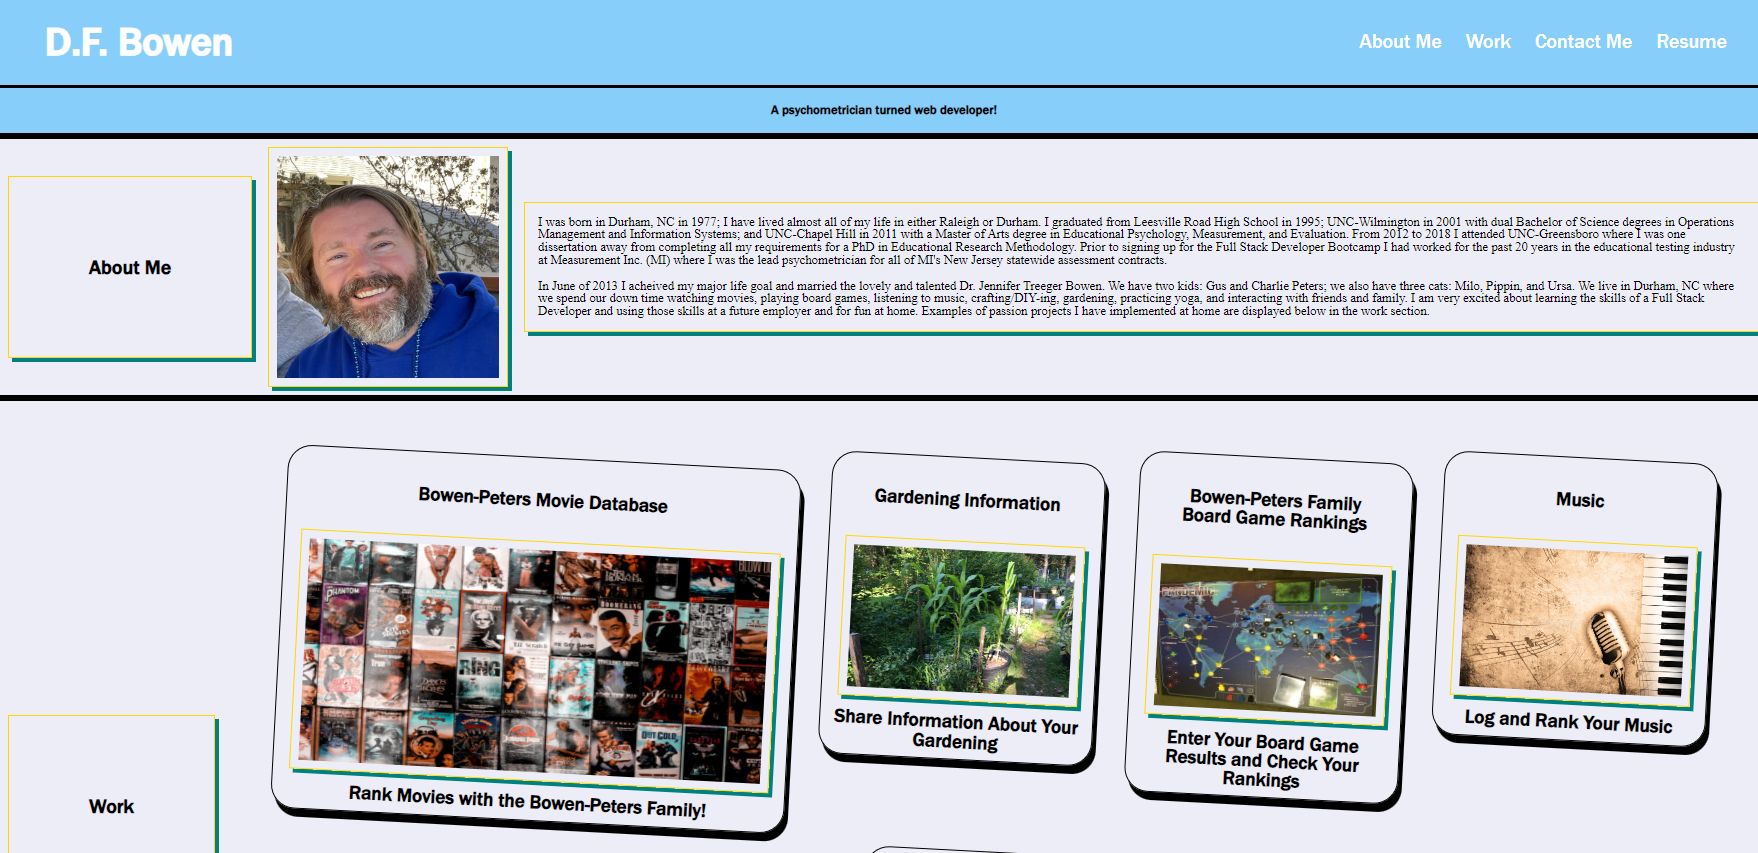 D.F. Bowen
About Me Work Contact Me Resume
A psychometrician turned web developer!
About Me
I was born in Durham, NC in 1977; I have lived almost all of my life in either Raleigh or Durham. I graduated from Leesville Road High School in 1995; UNC-Wilmington in 2001 with dual Bachelor of Science degrees in Operations
Management and Information Systems; and UNC-Chapel Hill in 2011 with a Master of Arts degree in Educational Psychology, Measurement, and Evaluation. From 2012 to 2018 I attended UNC-Greensboro where I was one
dissertation away from completing all my requirements for a PhD in Educational Research Methodology. Prior to signing up for the Full Stack Developer Bootcamp I had worked for the past 20 years in the educational testing industry
at Measurement Inc. (MI) where I was the lead psychometrician for all of MI's New Jersey statewide assessment contracts.
In June of 2013 I acheived my major life goal and married the lovely and talented Dr. Jennifer Treeger Bowen. We have two kids: Gus and Charlie Peters; we also have three cats: Milo, Pippin, and Ursa. We live in Durham, NC where
we spend our down time watching movies, playing board games, listening to music, crafting/DIY-ing, gardening, practicing yoga, and interacting with friends and family. I am very excited about learning the skills of a Full Stack
Developer and using those skills at a future employer and for fun at home. Examples of passion projects I have implemented at home are displayed below in the work section.
Work
Bowen-Peters Movie Database
PHANTOM
BOOMERANG
RING
OUT COLD
Rank Movies with the Bowen-Peters Family!
Gardening Information
Share Information About Your
Gardening
Bowen-Peters Family
Board Game Rankings
Enter Your Board Game
Results and Check Your
Rankings
Music
Log and Rank Your Music